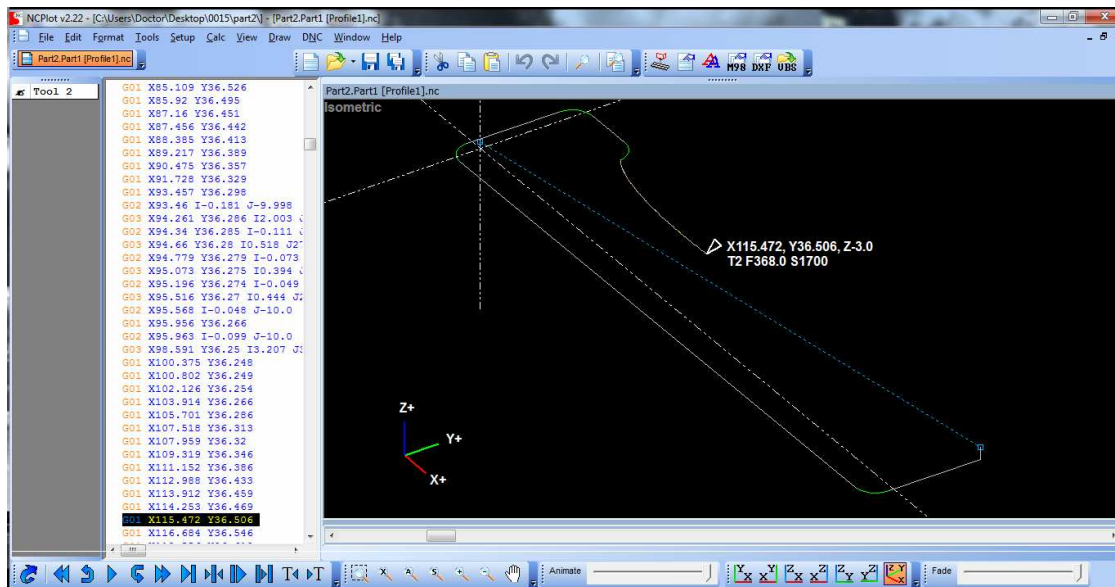 NCPlot v2.22 - [C:\Users\Doctor\Desktop\0015\part2\] - [Part2.Part1 [Profile1].nc]
File Edit Format Tools Setup Calc View Draw DNC Window Help
Part2.Part1 [Profile1].nc
M98 DXF VBS
Tool 2
G01 X85.109 Y36.526
G01 X85.92 Y36.495
G01 X87.16 Y36.451
G01 X87.456 Y36.442
G01 X88.385 Y36.413
G01 X89.217 Y36.389
G01 X90.475 Y36.357
G01 X91.728 Y36.329
G01 X93.457 Y36.298
G02 X93.46 I-0.181 J-9.998
G03 X94.261 Y36.286 I2.003
G02 X94.34 Y36.285 I-0.111
G03 X94.66 Y36.28 I0.518 J27
G02 X94.779 Y36.279 I-0.073
G03 X95.073 Y36.275 I0.394
G02 X95.196 Y36.274 I-0.049
G03 X95.516 Y36.27 I0.444
G02 X95.568 I-0.048 J-10.0
G01 X95.956 Y36.266
G02 X95.963 I-0.099 J-10.0
G03 X98.591 Y36.25 I3.207
G01 X100.375 Y36.248
G01 X100.802 Y36.249
G01 X102.126 Y36.254
G01 X103.914 Y36.266
G01 X105.701 Y36.286
G01 X107.518 Y36.313
G01 X107.959 Y36.32
G01 X109.319 Y36.346
G01 X111.152 Y36.386
G01 X112.988 Y36.433
G01 X113.912 Y36.459
G01 X114.253 Y36.469
G01 X115.472 Y36.506
G01 X116.684 Y36.546
Part2.Part1 [Profile1].nc
Isometric
X115.472, Y36.506, Z-3.0
T2 F368.0 S1700
Z+
Y+
X+
Animate
Fade